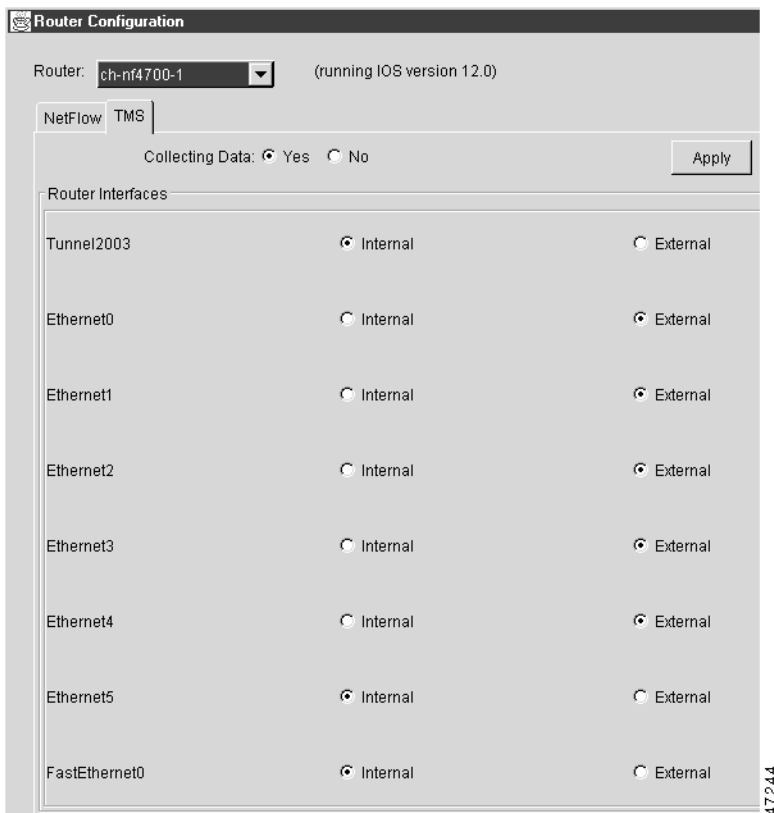 Router Configuration
Router: ch-nf4700-1 (running IOS version 12.0)
NetFlow TMS
Collecting Data: Yes No Apply
Router Interfaces
Tunnel2003 Internal External
Ethernet0 Internal External
Ethernet1 Internal External
Ethernet2 Internal External
Ethernet3 Internal External
Ethernet4 Internal External
Ethernet5 Internal External
FastEthernet0 Internal External
47244